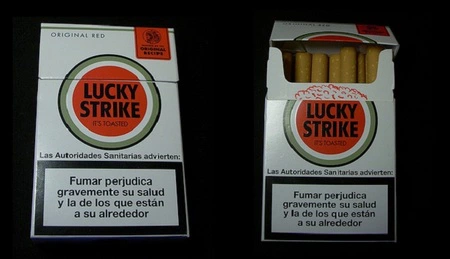 ORIGINAL RED
ORIGINAL
RECIPE
LUCKY
STRIKE
IT'S TOASTED
Las Autoridades Sanitarias advierten:
Fumar perjudica
gravemente su salud
y la de los que están
a su alrededor
LUCKY
STRIKE
IT'S TOASTED
Las Autoridades Sanitarias advierten:
Fumar perjudica
gravemente su salud
y la de los que están
a su alrededor